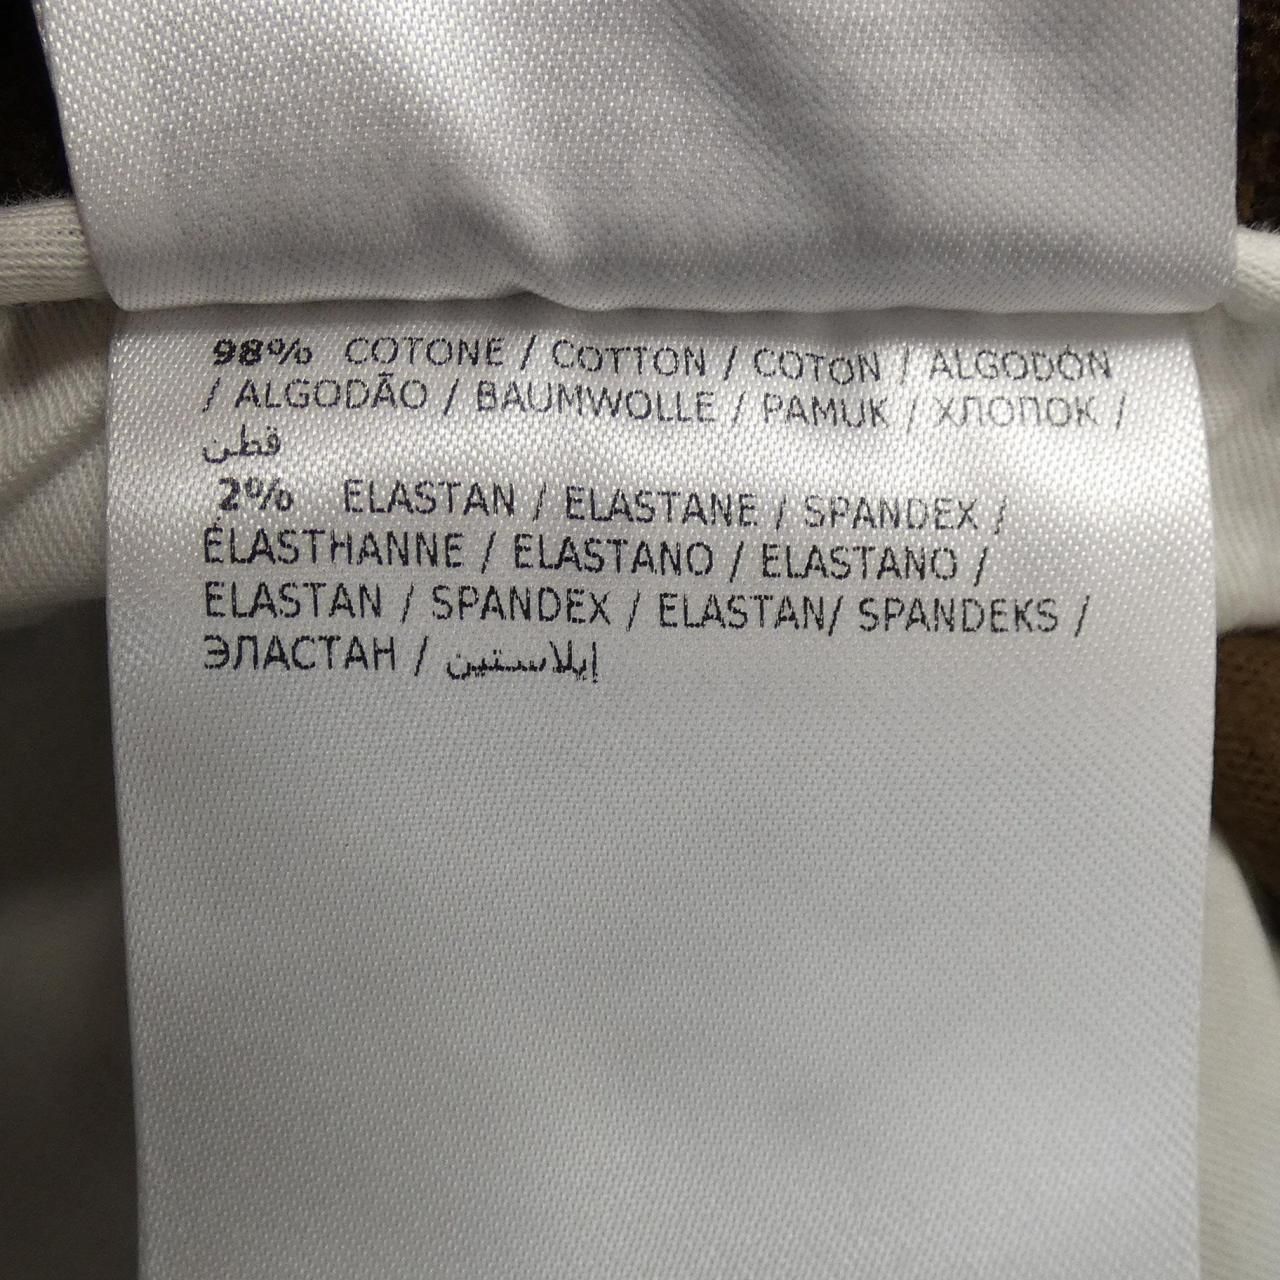 98% COTONE / COTTON / COTON / ALGODÓN
/ ALGODÃO / BAUMWOLLE / PAMUK / ХЛОПОК /
قطن
2% ELASTAN / ELASTANE / SPANDEX /
ÉLASTHANNE / ELASTANO / ELASTANO /
ELASTAN / SPANDEX / ELASTAN/ SPANDEKS /
ЭЛАСТАН / إيلاستين